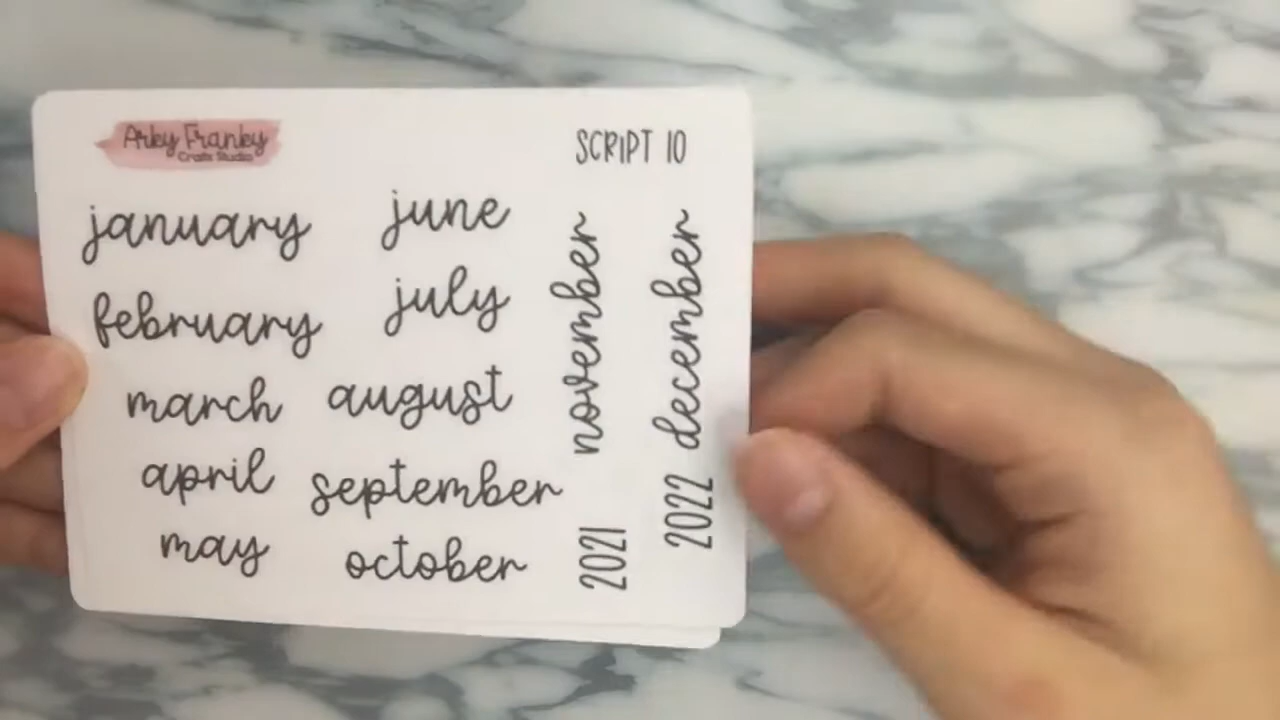 Arky Franky
Crafts Studio
SCRIPT 10
january
february
march
april
may
june
july
august
september
october
november
2021
december
2022